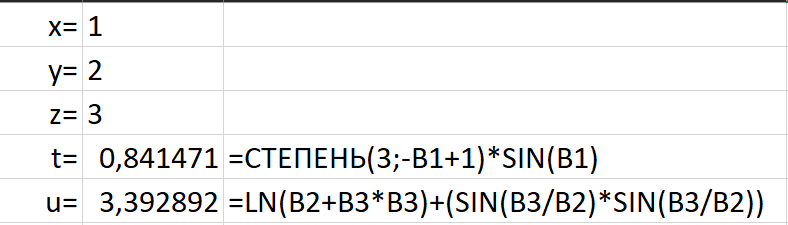 x= 1
y= 2
z= 3
t= 0,841471 =СТЕПЕНЬ(3;-B1+1)*SIN(B1)
u= 3,392892 =LN(B2+B3*B3)+(SIN(B3/B2)*SIN(B3/B2))